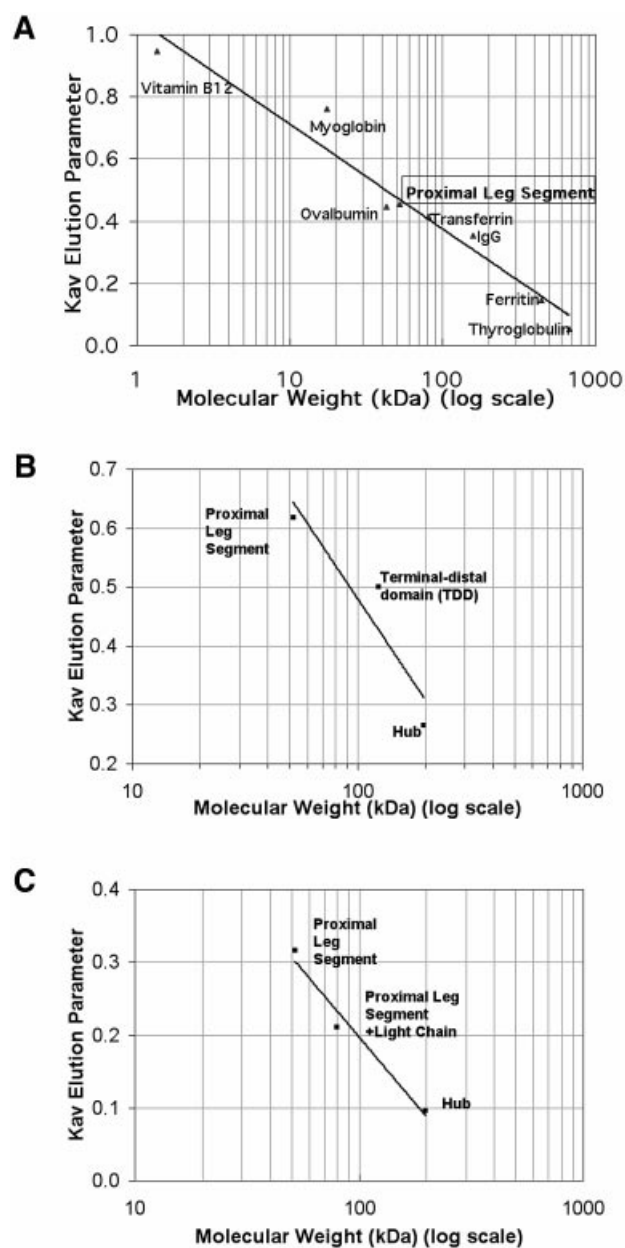 A
Kav Elution Parameter
1.0
0.8
0.6
0.4
0.2
0.0
Vitamin B12
Myoglobin
Proximal Leg Segment
Ovalbumin
Transferrin
IgG
Ferritin
Thyroglobulin
1 10 100 1000
Molecular Weight (kDa) (log scale)
B
Kav Elution Parameter
0.7
0.6
0.5
0.4
0.3
0.2
Proximal
Leg
Segment
Terminal-distal
domain (TDD)
Hub
10 100 1000
Molecular Weight (kDa) (log scale)
C
Kav Elution Parameter
0.4
0.3
0.2
0.1
0.0
Proximal
Leg
Segment
Proximal Leg
Segment
+Light Chain
Hub
10 100 1000
Molecular Weight (kDa) (log scale)